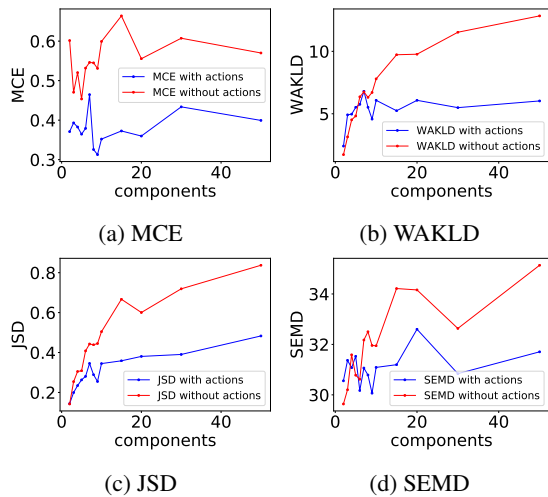 0.6
0.5
0.4
0.3
MCE
MCE with actions
MCE without actions
0
20
40
components
(a) MCE
10
5
WAKLD
WAKLD with actions
WAKLD without actions
0
20
40
components
(b) WAKLD
0.8
0.6
0.4
0.2
JSD
JSD with actions
JSD without actions
0
20
40
components
(c) JSD
34
32
30
SEMD
SEMD with actions
SEMD without actions
0
20
40
components
(d) SEMD